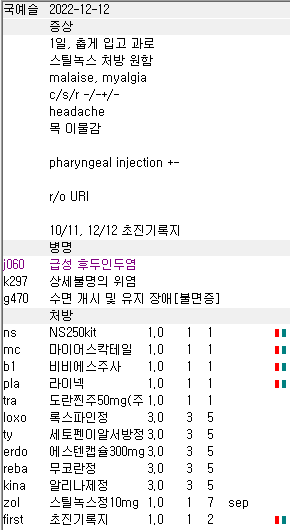 국예슬 2022-12-12
증상
1일, 춥게 입고 과로
스틸녹스 처방 원함
malaise, myalgia
c/s/r -/-+/-
headache
목 이물감
pharyngeal injection +-
r/o URI
10/11, 12/12 초진기록지
병명
j060 급성 후두인두염
k297 상세불명의 위염
g470 수면 개시 및 유지 장애[불면증]
처방
ns NS250kit 1,0 1 1
mc 마이어스칵테일 1,0 1 1
b1 비비에스주사 1,0 1 1
pla 라이넥 1,0 1 1
tra 도란찐주50mg(주 1,0 1 1
loxo 록스파인정 3,0 3 5
ty 세토펜이알서방정 3,0 3 5
erdo 에스텐캡슐300mg 3,0 3 5
reba 무코란정 3,0 3 5
kina 알리나제정 3,0 3 5
zol 스틸녹스정10mg 1,0 1 7 sep
first 초진기록지 1,0 1 2